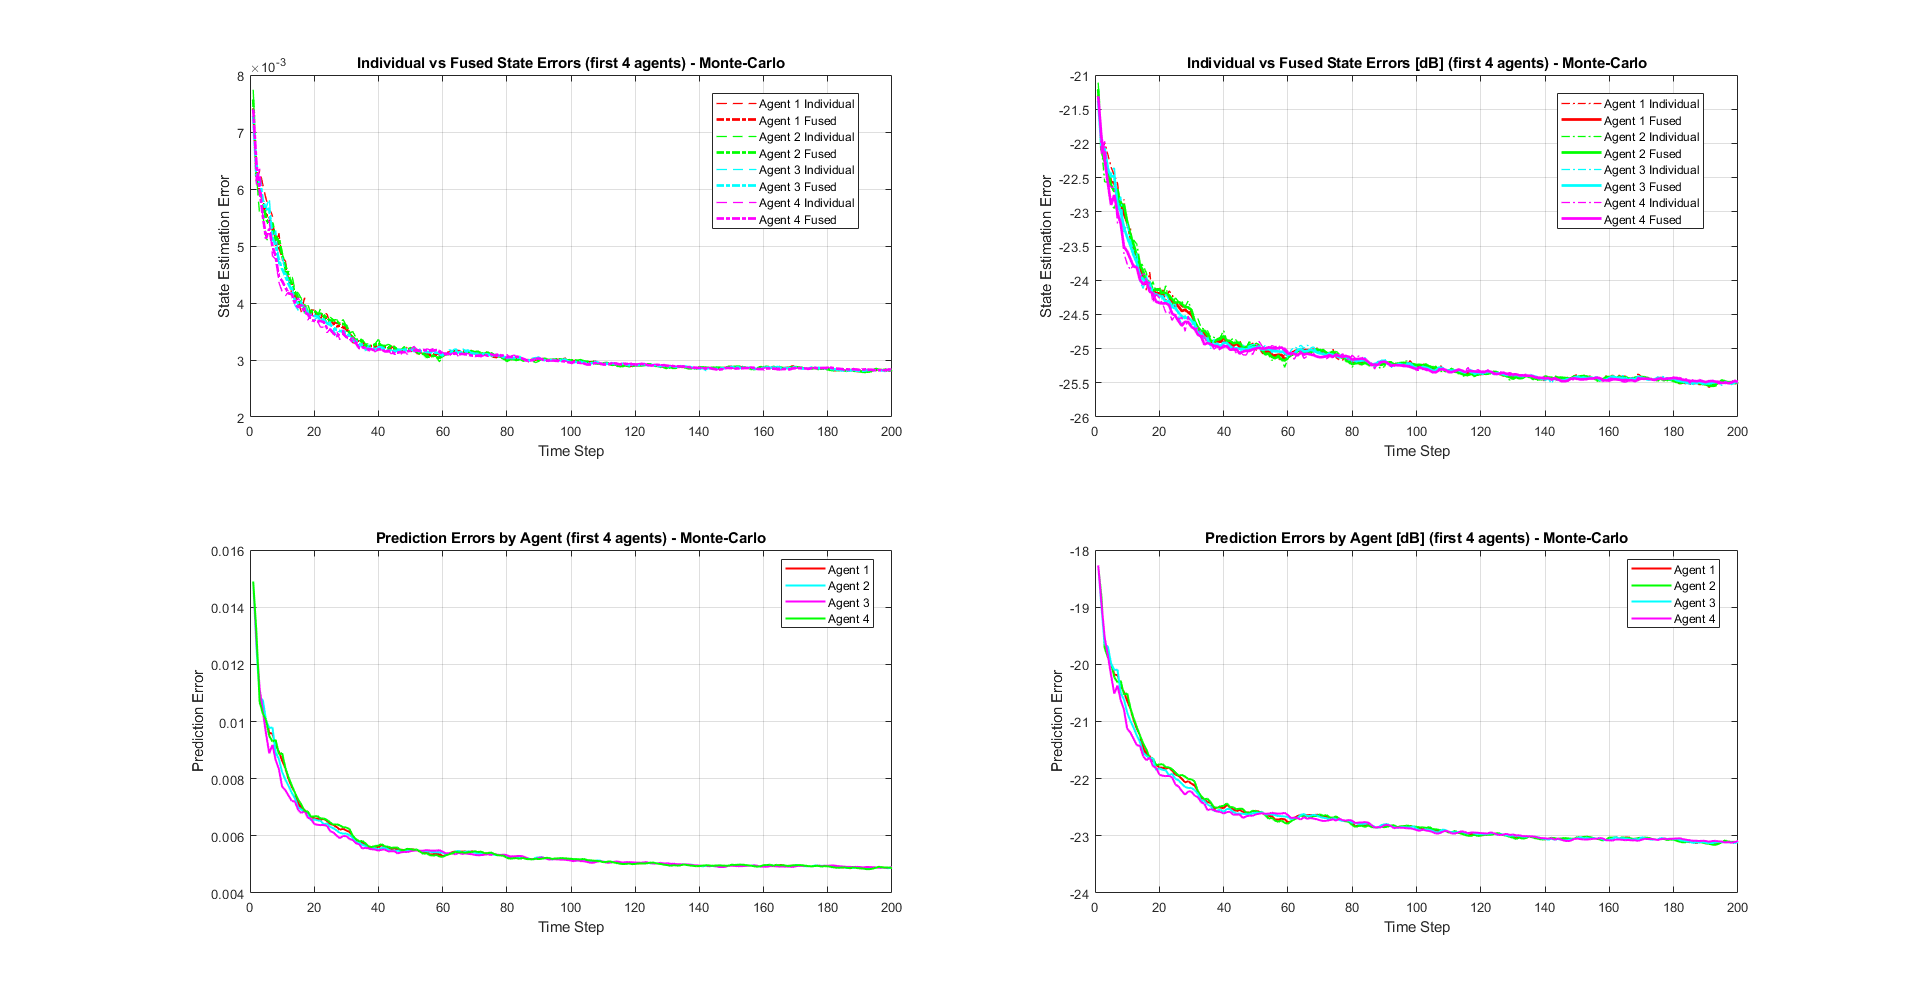 Individual vs Fused State Errors (first 4 agents) - Monte-Carlo
×10⁻³
8
7
6
5
4
3
2
State Estimation Error
0 20 40 60 80 100 120 140 160 180 200
Time Step
Agent 1 Individual
Agent 1 Fused
Agent 2 Individual
Agent 2 Fused
Agent 3 Individual
Agent 3 Fused
Agent 4 Individual
Agent 4 Fused
Individual vs Fused State Errors [dB] (first 4 agents) - Monte-Carlo
-21
-21.5
-22
-22.5
-23
-23.5
-24
-24.5
-25
-25.5
-26
State Estimation Error
0 20 40 60 80 100 120 140 160 180 200
Time Step
Agent 1 Individual
Agent 1 Fused
Agent 2 Individual
Agent 2 Fused
Agent 3 Individual
Agent 3 Fused
Agent 4 Individual
Agent 4 Fused
Prediction Errors by Agent (first 4 agents) - Monte-Carlo
0.016
0.014
0.012
0.01
0.008
0.006
0.004
Prediction Error
0 20 40 60 80 100 120 140 160 180 200
Time Step
Agent 1
Agent 2
Agent 3
Agent 4
Prediction Errors by Agent [dB] (first 4 agents) - Monte-Carlo
-18
-19
-20
-21
-22
-23
-24
Prediction Error
0 20 40 60 80 100 120 140 160 180 200
Time Step
Agent 1
Agent 2
Agent 3
Agent 4